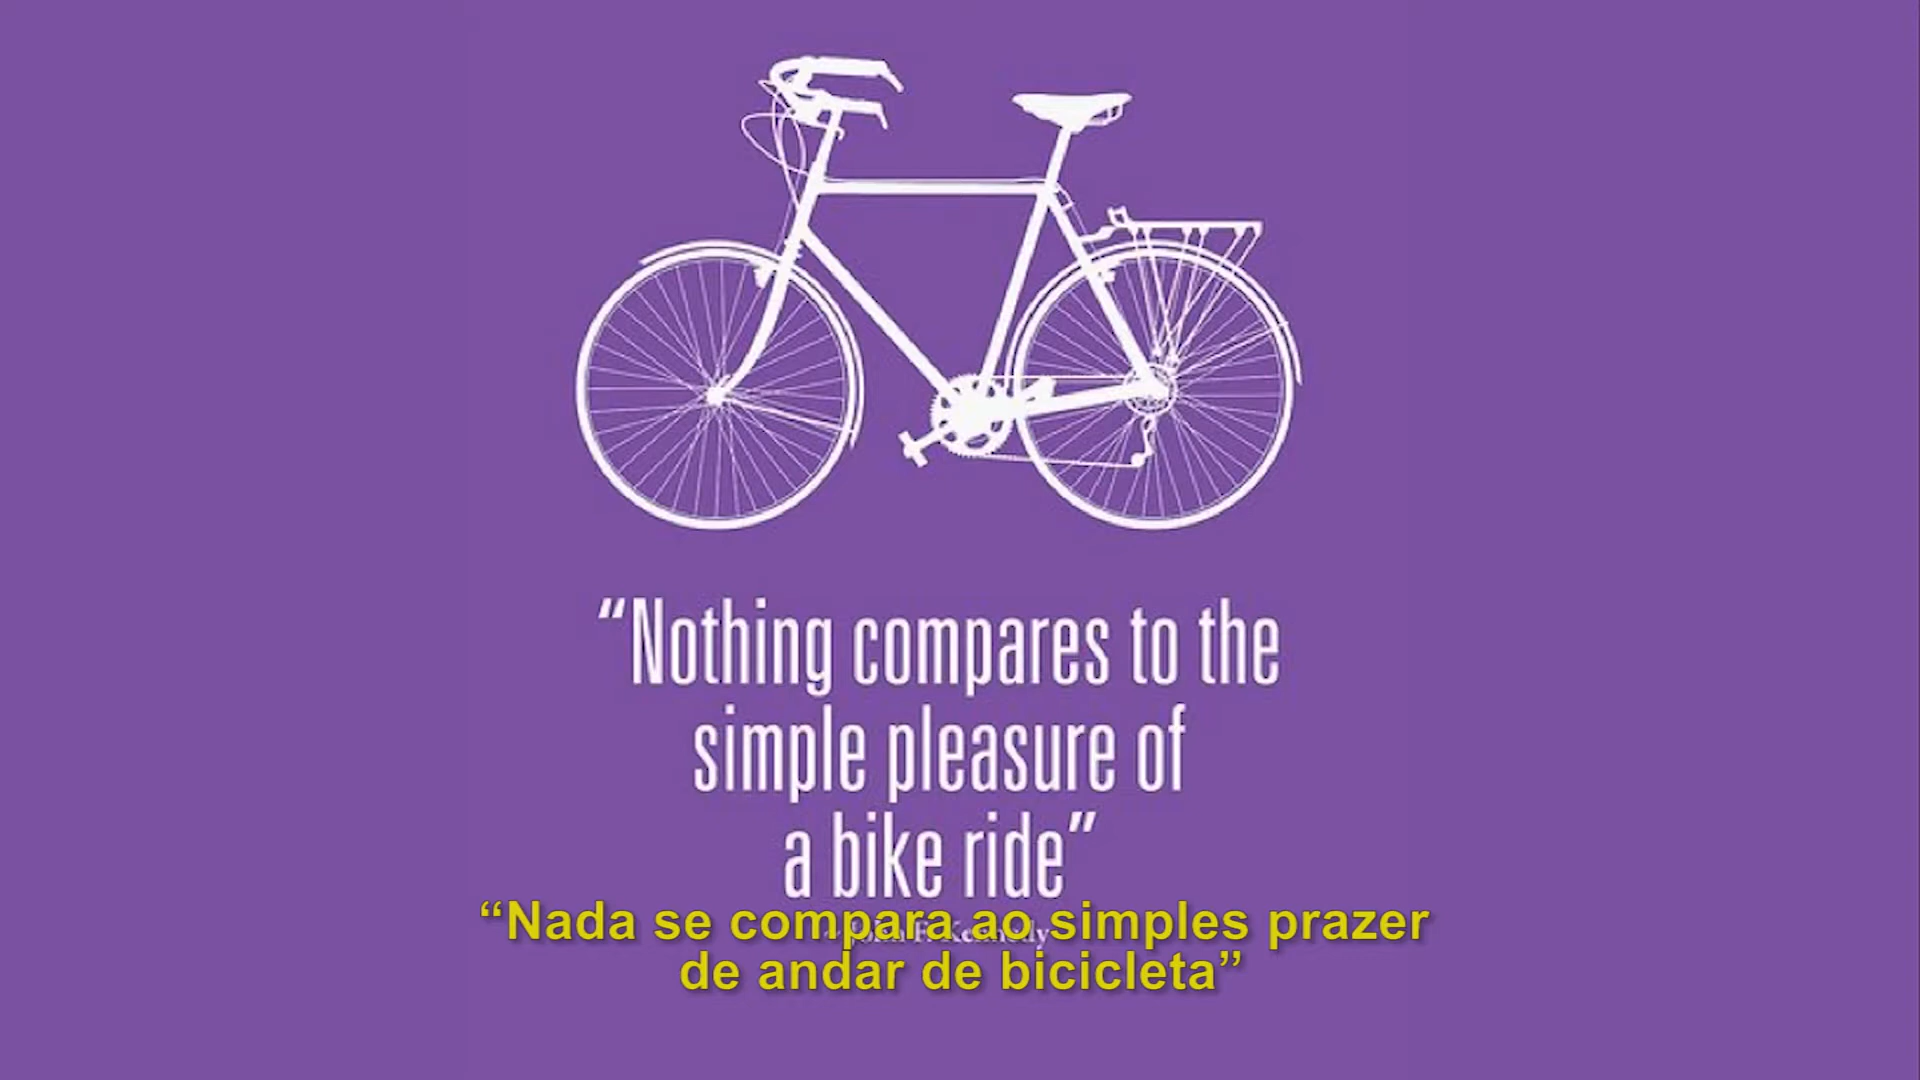 “Nothing compares to the
simple pleasure of
a bike ride”
“Nada se compara ao simples prazer
de andar de bicicleta”